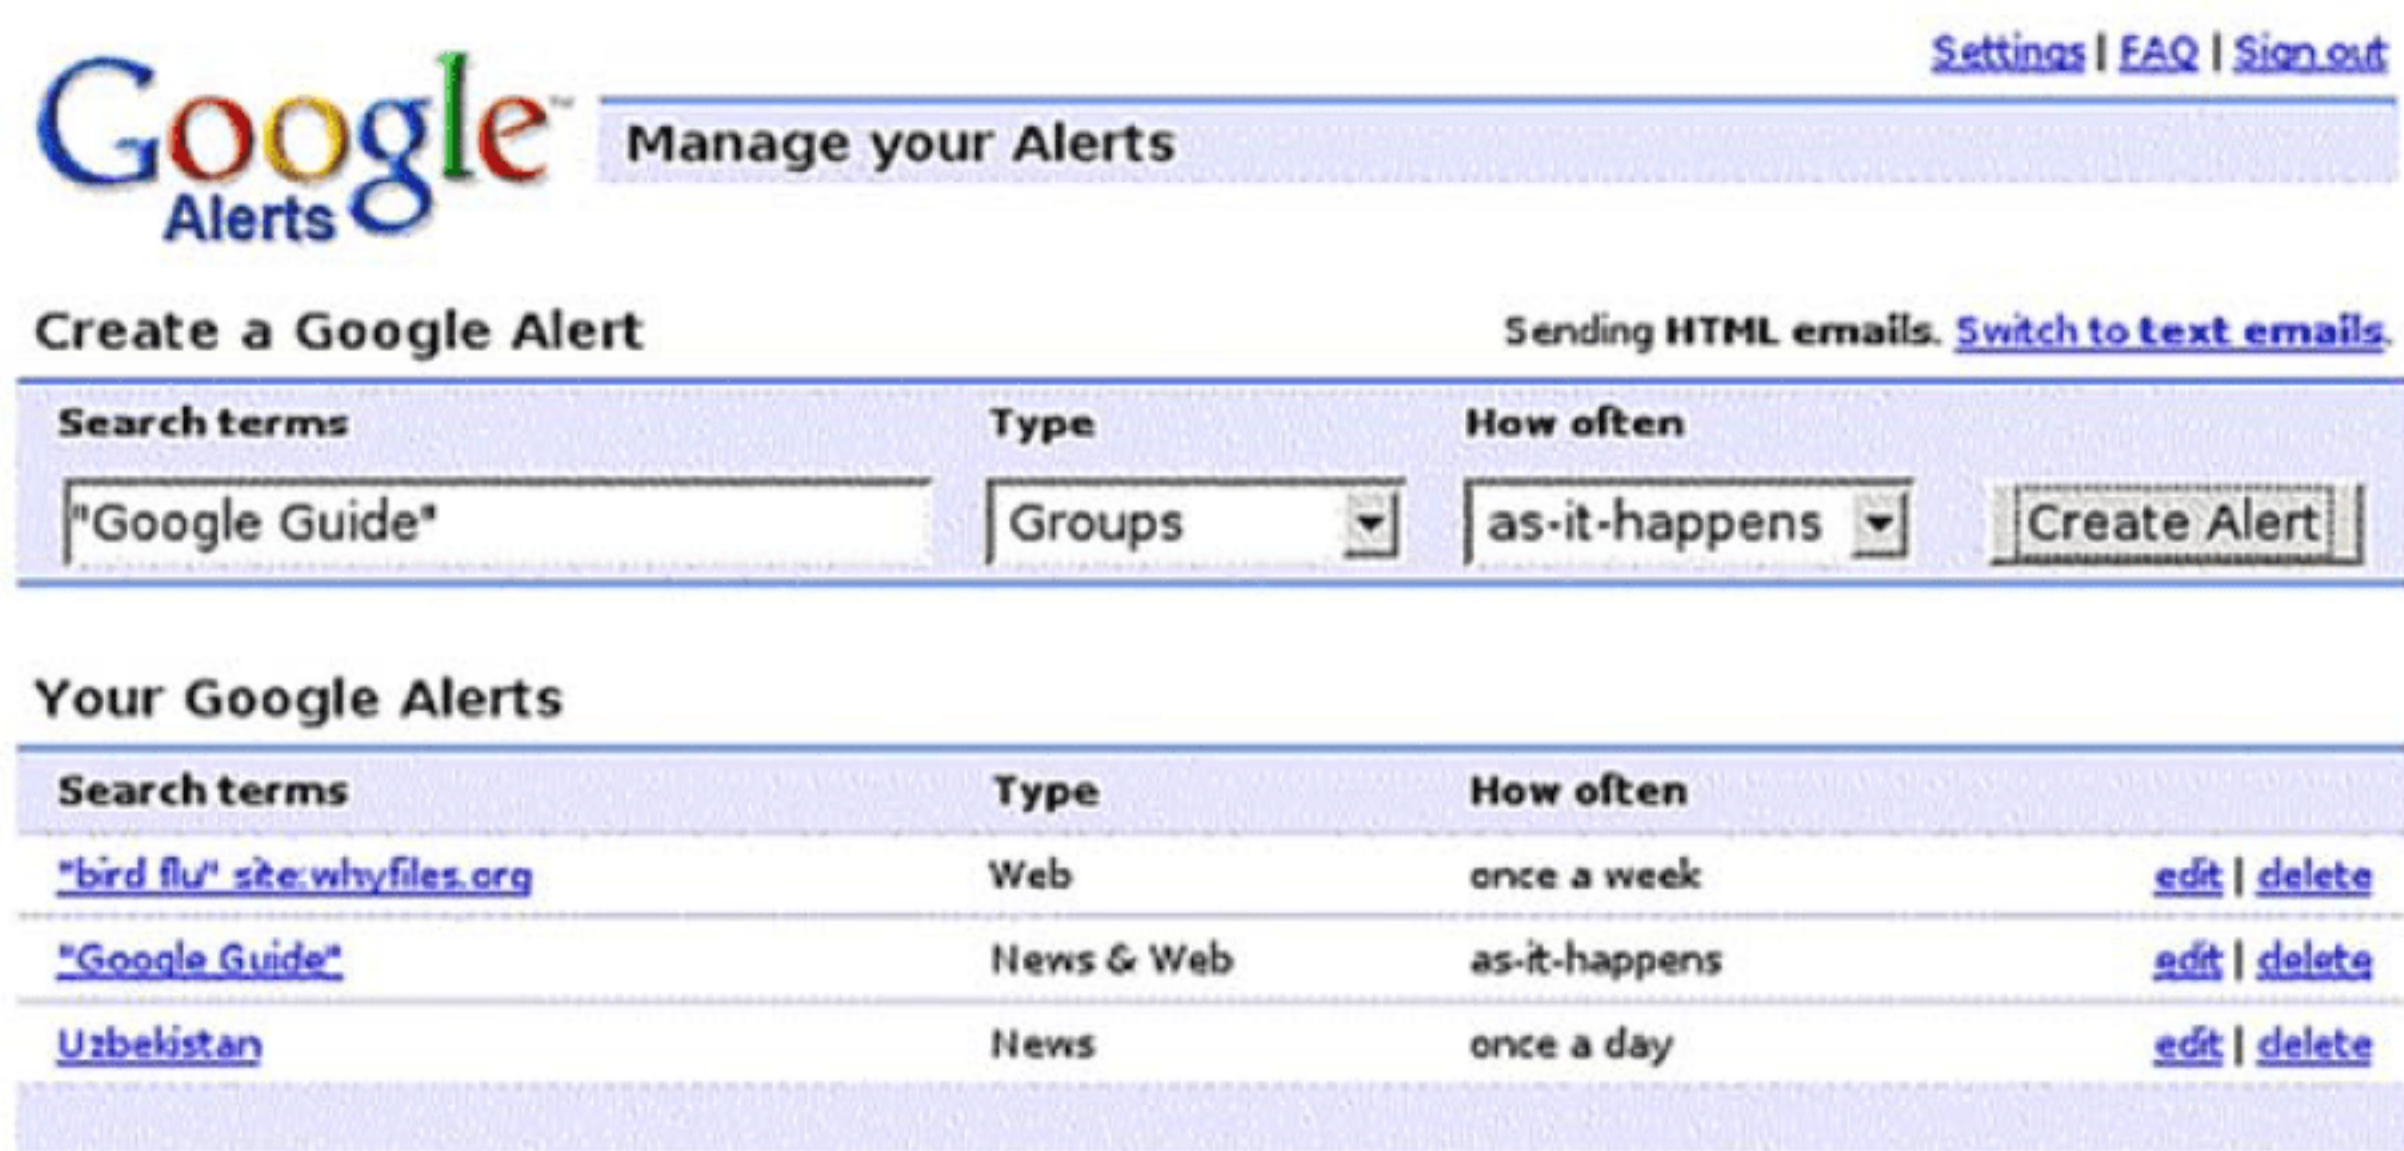 Settings | FAQ | Sign out
Google™
Alerts
Manage your Alerts
Create a Google Alert
Sending HTML emails. Switch to text emails.
Search terms Type How often
"Google Guide" Groups as-it-happens Create Alert
Your Google Alerts
Search terms Type How often
"bird flu" site:whyfiles.org Web once a week edit | delete
"Google Guide" News & Web as-it-happens edit | delete
Uzbekistan News once a day edit | delete